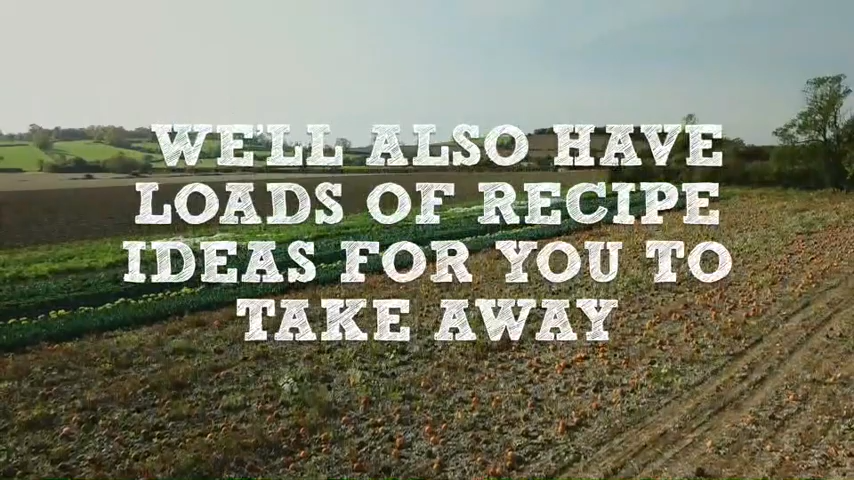 WE'LL ALSO HAVE
LOADS OF RECIPE
IDEAS FOR YOU TO
TAKE AWAY